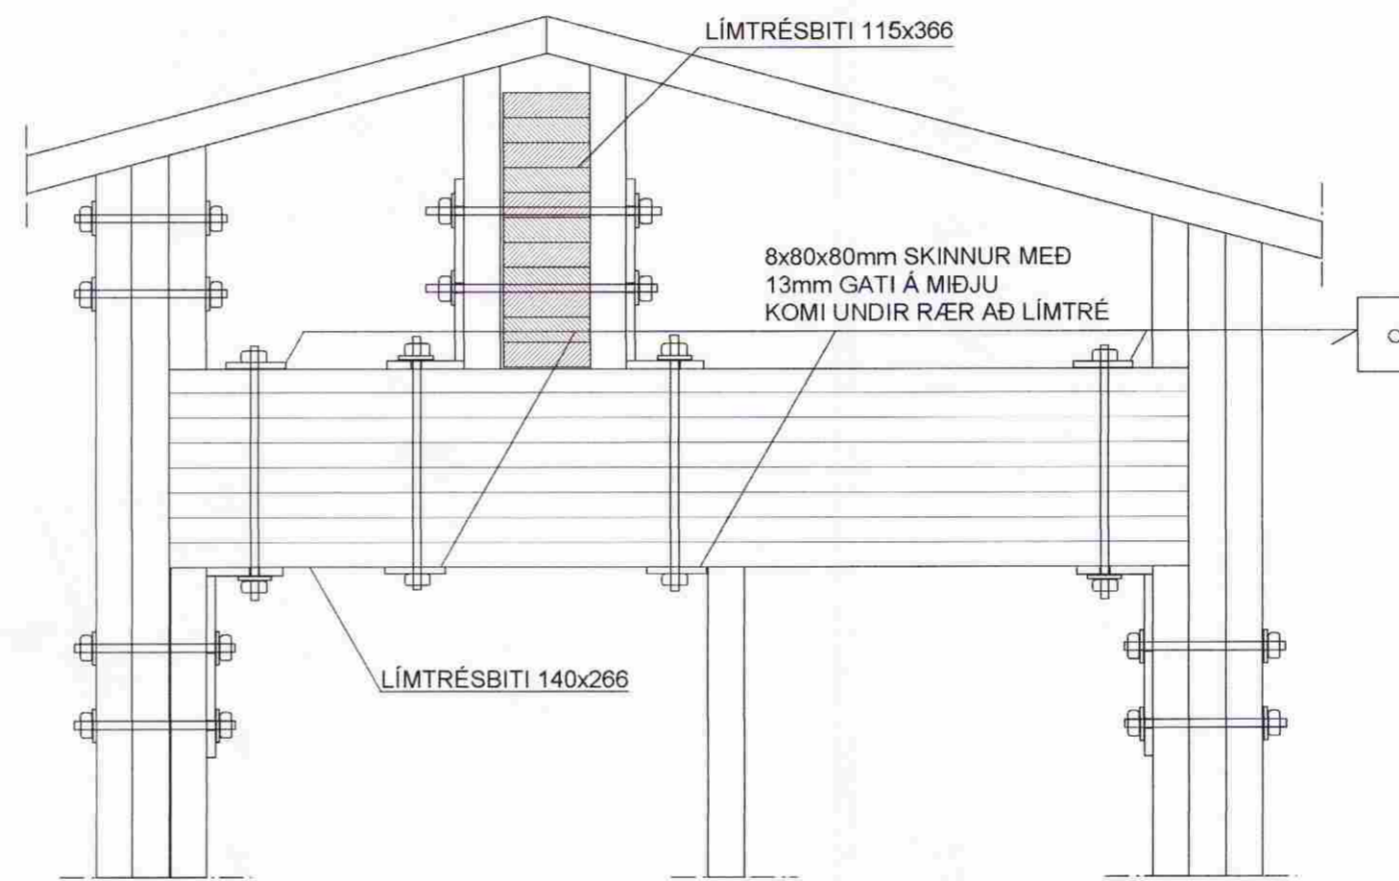 LÍMTRÉSBITI 115x366
8x80x80mm SKINNUR MEÐ
13mm GATI Á MIÐJU
KOMI UNDIR RÆR AÐ LÍMTRÉ
LÍMTRÉSBITI 140x266